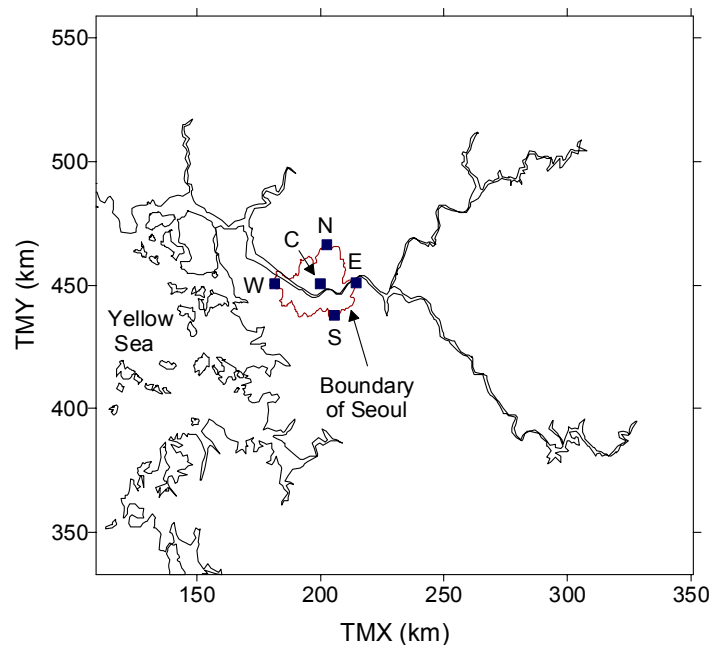 550
500
450
400
350
TMY (km)
N
C
E
W
S
Yellow
Sea
Boundary
of Seoul
150
200
250
300
350
TMX (km)